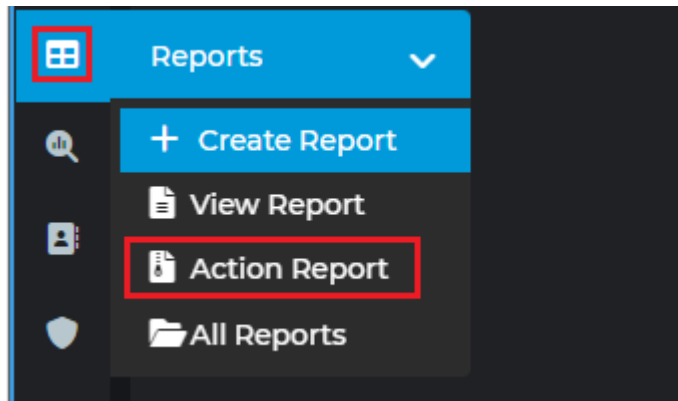 Reports
+ Create Report
View Report
Action Report
All Reports